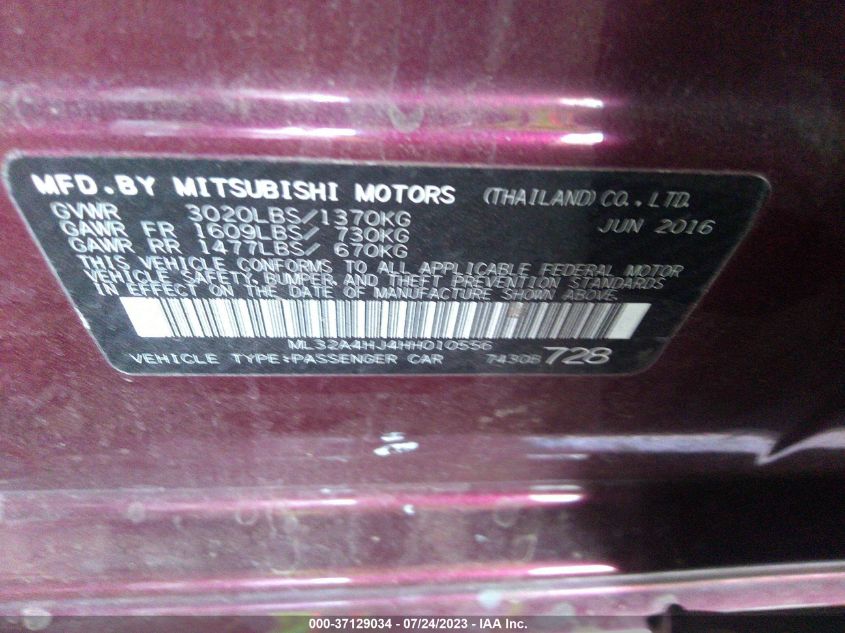 MFD. BY MITSUBISHI MOTORS (THAILAND) CO., LTD.
GVWR 3020LBS/1370KG JUN 2016
GAWR FR 1609LBS/ 730KG
GAWR RR 1477LBS/ 670KG
THIS VEHICLE CONFORMS TO ALL APPLICABLE FEDERAL MOTOR
VEHICLE SAFETY, BUMPER, AND THEFT PREVENTION STANDARDS
IN EFFECT ON THE DATE OF MANUFACTURE SHOWN ABOVE.
ML32A4HJ4HH010556
VEHICLE TYPE:PASSENGER CAR 7430B 728
000-37129034 - 07/24/2023 - IAA Inc.